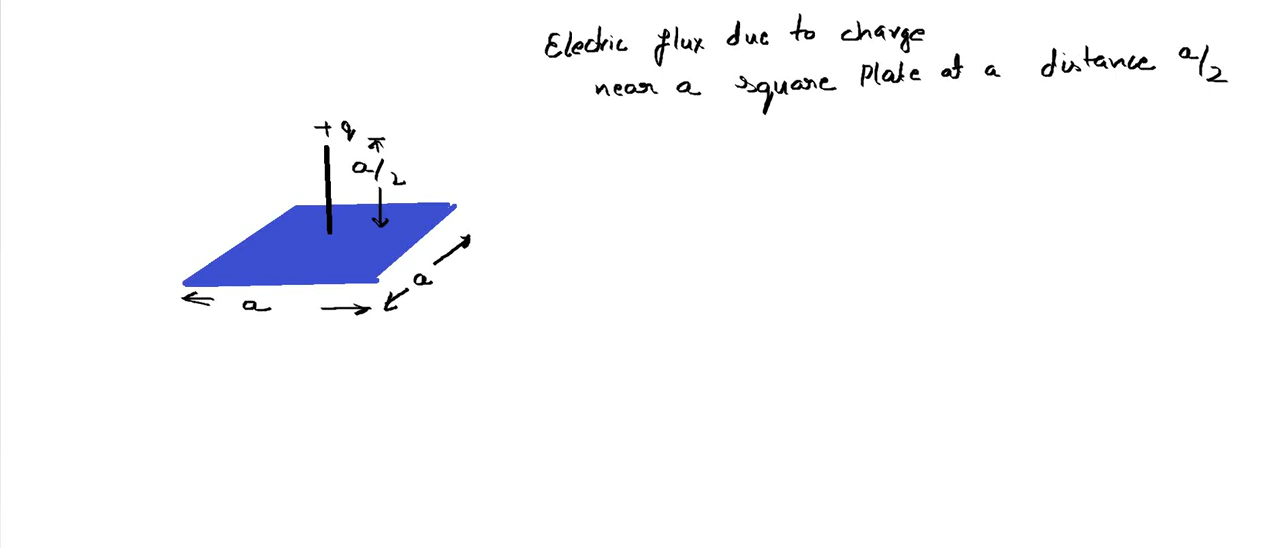 Electric flux due to charge
near a square Plate at a distance a/2
+q
a/2
a
a